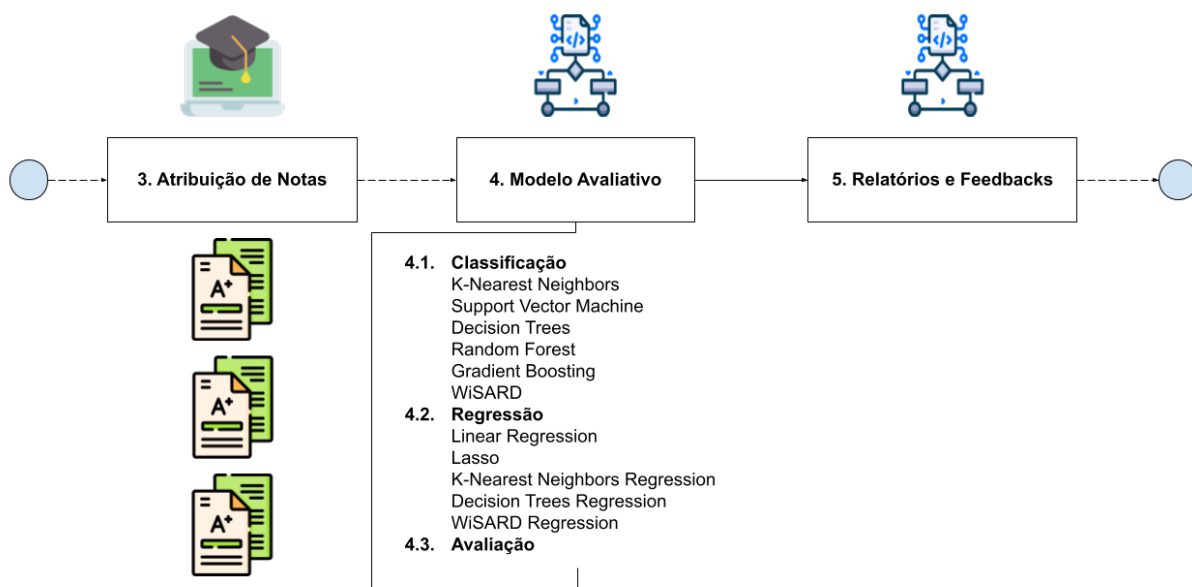 3. Atribuição de Notas
4. Modelo Avaliativo
5. Relatórios e Feedbacks
A+
A+
A+
4.1. Classificação
K-Nearest Neighbors
Support Vector Machine
Decision Trees
Random Forest
Gradient Boosting
WiSARD
4.2. Regressão
Linear Regression
Lasso
K-Nearest Neighbors Regression
Decision Trees Regression
WiSARD Regression
4.3. Avaliação